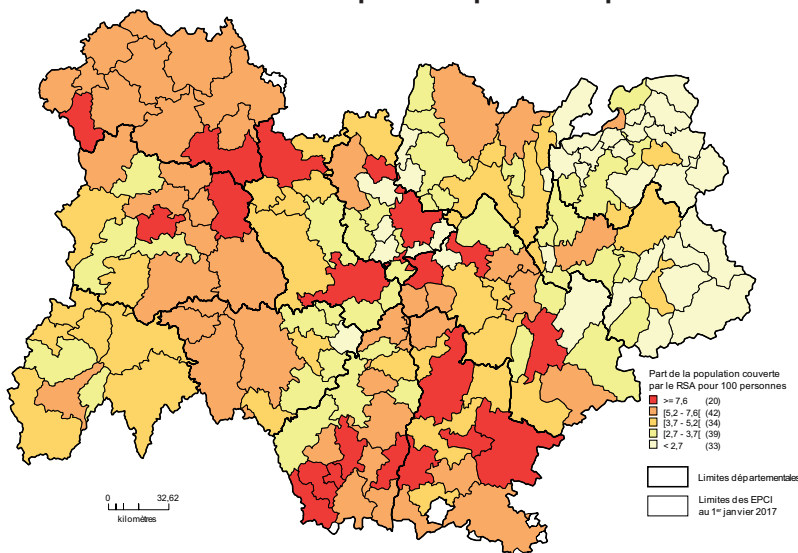 Part de la population couverte
par le RSA pour 100 personnes
>= 7,6 (20)
[5,2 - 7,6[ (42)
[3,7 - 5,2[ (34)
[2,7 - 3,7[ (39)
< 2,7 (33)
Limites départementales
Limites des EPCI
au 1er janvier 2017
0 32,62
kilomètres